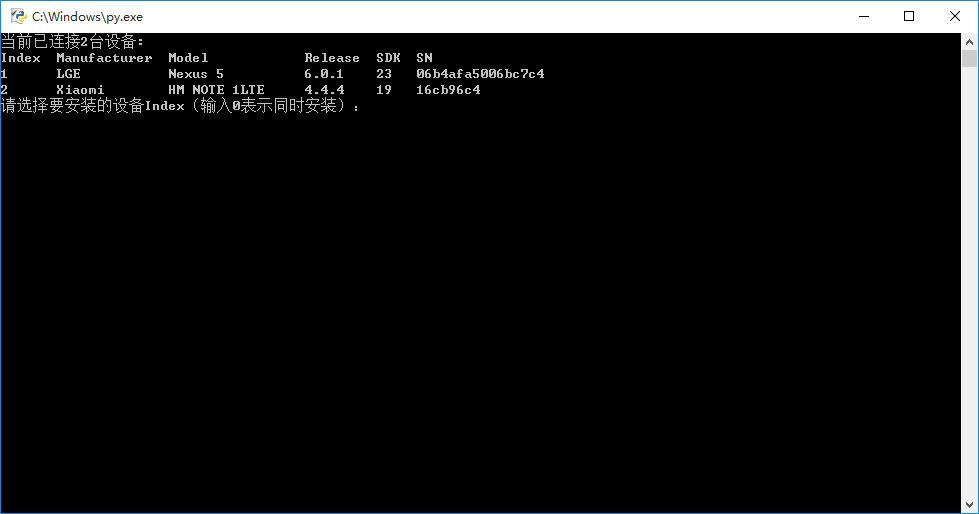 C:\Windows\py.exe
当前已连接2台设备:
Index Manufacturer Model Release SDK SN
1 LGE Nexus 5 6.0.1 23 06b4afa5006bc7c4
2 Xiaomi HM NOTE 1LTE 4.4.4 19 16cb96c4
请选择要安装的设备Index（输入0表示同时安装）：